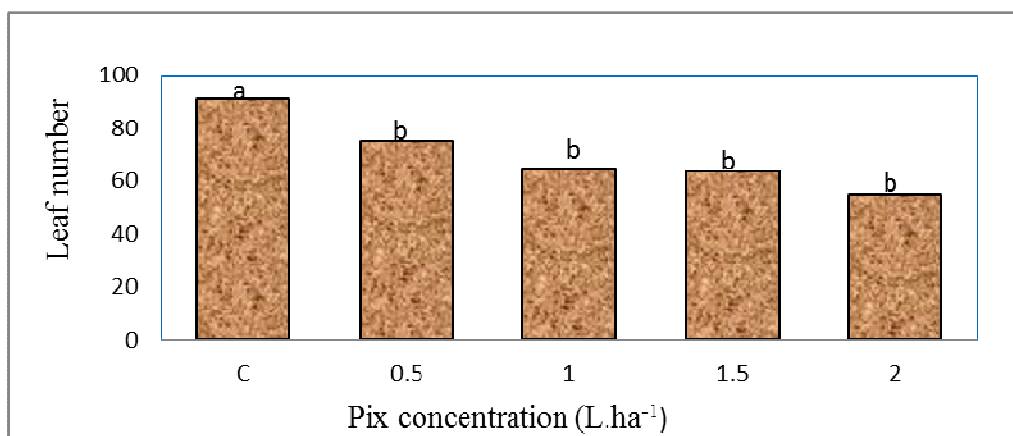 Leaf number
100
80
60
40
20
0
a
b
b
b
b
C 0.5 1 1.5 2
Pix concentration (L.ha⁻¹)